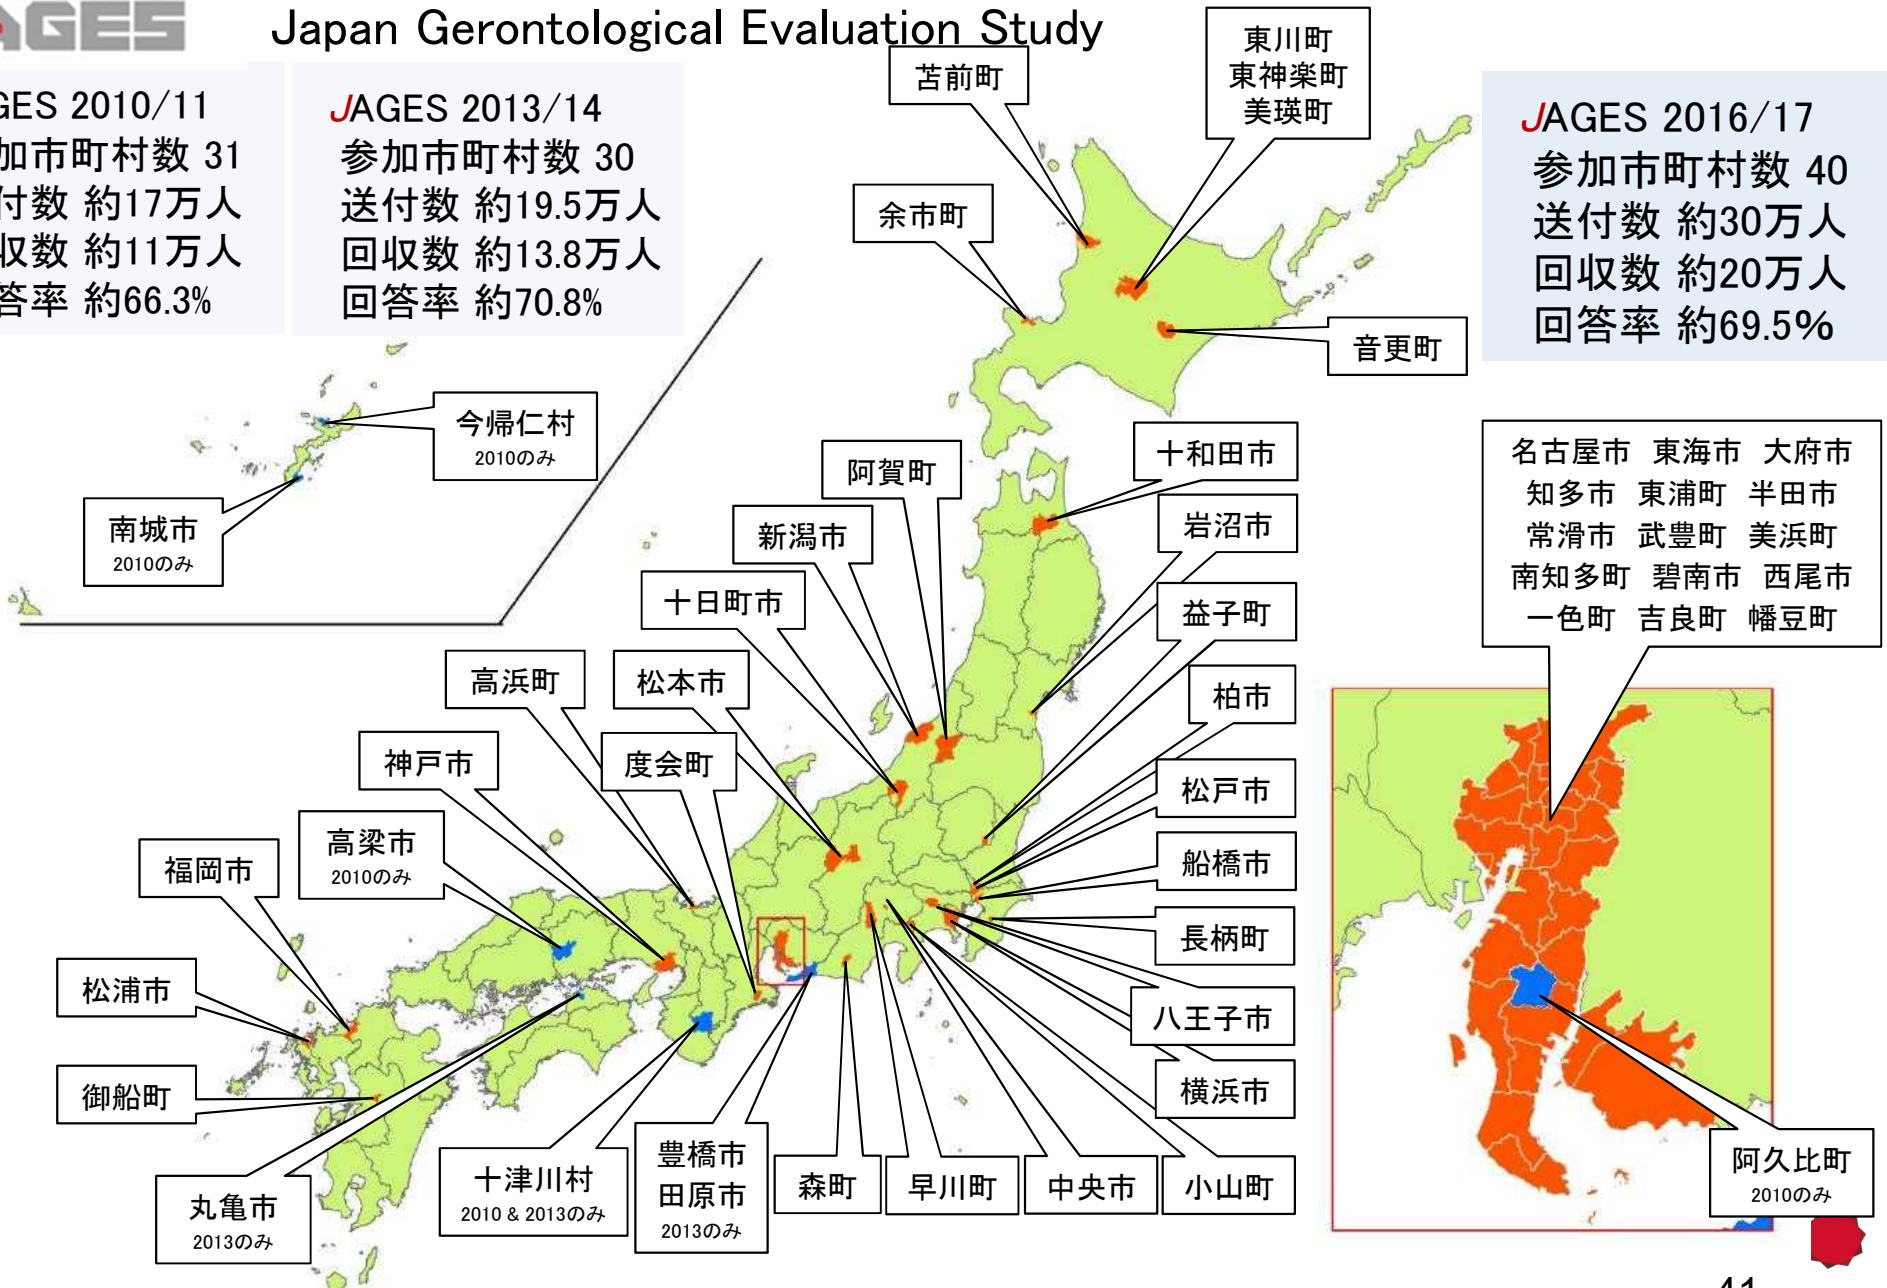 AGES
Japan Gerontological Evaluation Study
GES 2010/11
加市町村数 31
付数 約17万人
収数 約11万人
答率 約66.3%
JAGES 2013/14
参加市町村数 30
送付数 約19.5万人
回収数 約13.8万人
回答率 約70.8%
JAGES 2016/17
参加市町村数 40
送付数 約30万人
回収数 約20万人
回答率 約69.5%
苫前町
東川町
東神楽町
美瑛町
余市町
音更町
今帰仁村
2010のみ
南城市
2010のみ
十和田市
阿賀町
岩沼市
新潟市
十日町市
益子町
高浜町
松本市
柏市
神戸市
度会町
松戸市
高梁市
2010のみ
福岡市
船橋市
長柄町
松浦市
八王子市
御船町
横浜市
丸亀市
2013のみ
十津川村
2010 & 2013のみ
豊橋市
田原市
2013のみ
森町
早川町
中央市
小山町
名古屋市 東海市 大府市
知多市 東浦町 半田市
常滑市 武豊町 美浜町
南知多町 碧南市 西尾市
一色町 吉良町 幡豆町
阿久比町
2010のみ
41